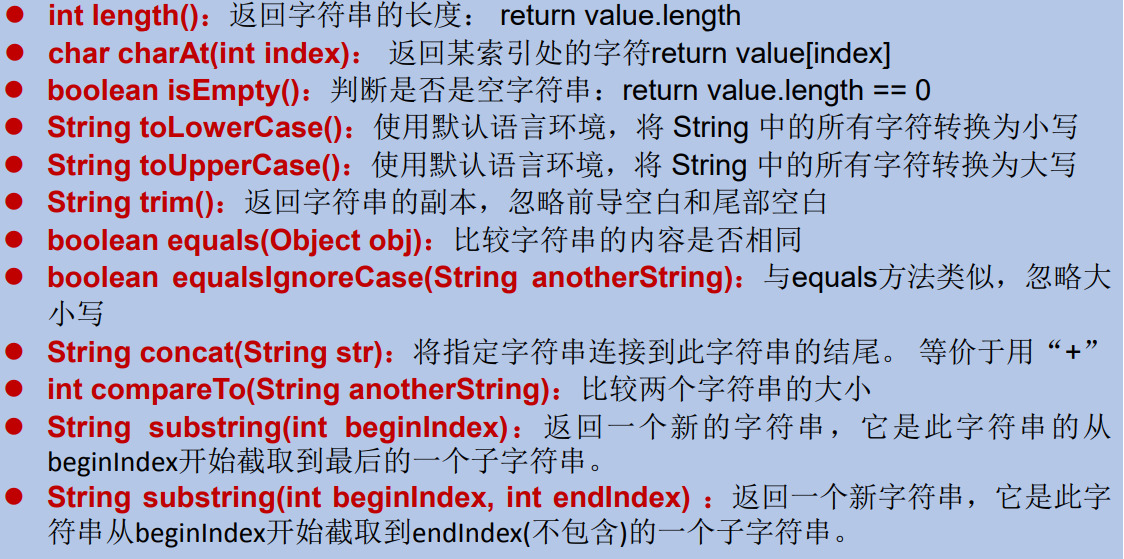 ● int length()：返回字符串的长度： return value.length
● char charAt(int index)： 返回某索引处的字符return value[index]
● boolean isEmpty()：判断是否是空字符串：return value.length == 0
● String toLowerCase()：使用默认语言环境，将 String 中的所有字符转换为小写
● String toUpperCase()：使用默认语言环境，将 String 中的所有字符转换为大写
● String trim()：返回字符串的副本，忽略前导空白和尾部空白
● boolean equals(Object obj)：比较字符串的内容是否相同
● boolean equalsIgnoreCase(String anotherString)：与equals方法类似，忽略大
小写
● String concat(String str)：将指定字符串连接到此字符串的结尾。 等价于用“+”
● int compareTo(String anotherString)：比较两个字符串的大小
● String substring(int beginIndex)：返回一个新的字符串，它是此字符串的从
beginIndex开始截取到最后的一个子字符串。
● String substring(int beginIndex, int endIndex) ：返回一个新字符串，它是此字
符串从beginIndex开始截取到endIndex(不包含)的一个子字符串。